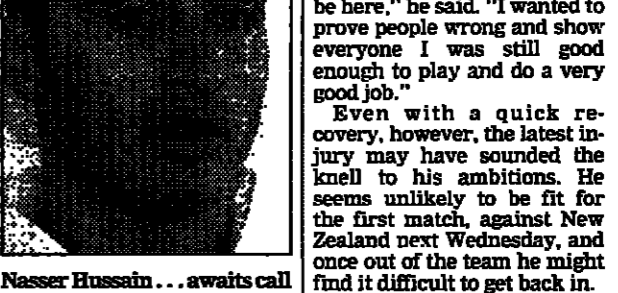 be here," he said. "I wanted to
prove people wrong and show
everyone I was still good
enough to play and do a very
good job."
Even with a quick re-
covery, however, the latest in-
jury may have sounded the
knell to his ambitions. He
seems unlikely to be fit for
the first match, against New
Zealand next Wednesday, and
once out of the team he might
find it difficult to get back in.
Nasser Hussain... awaits call